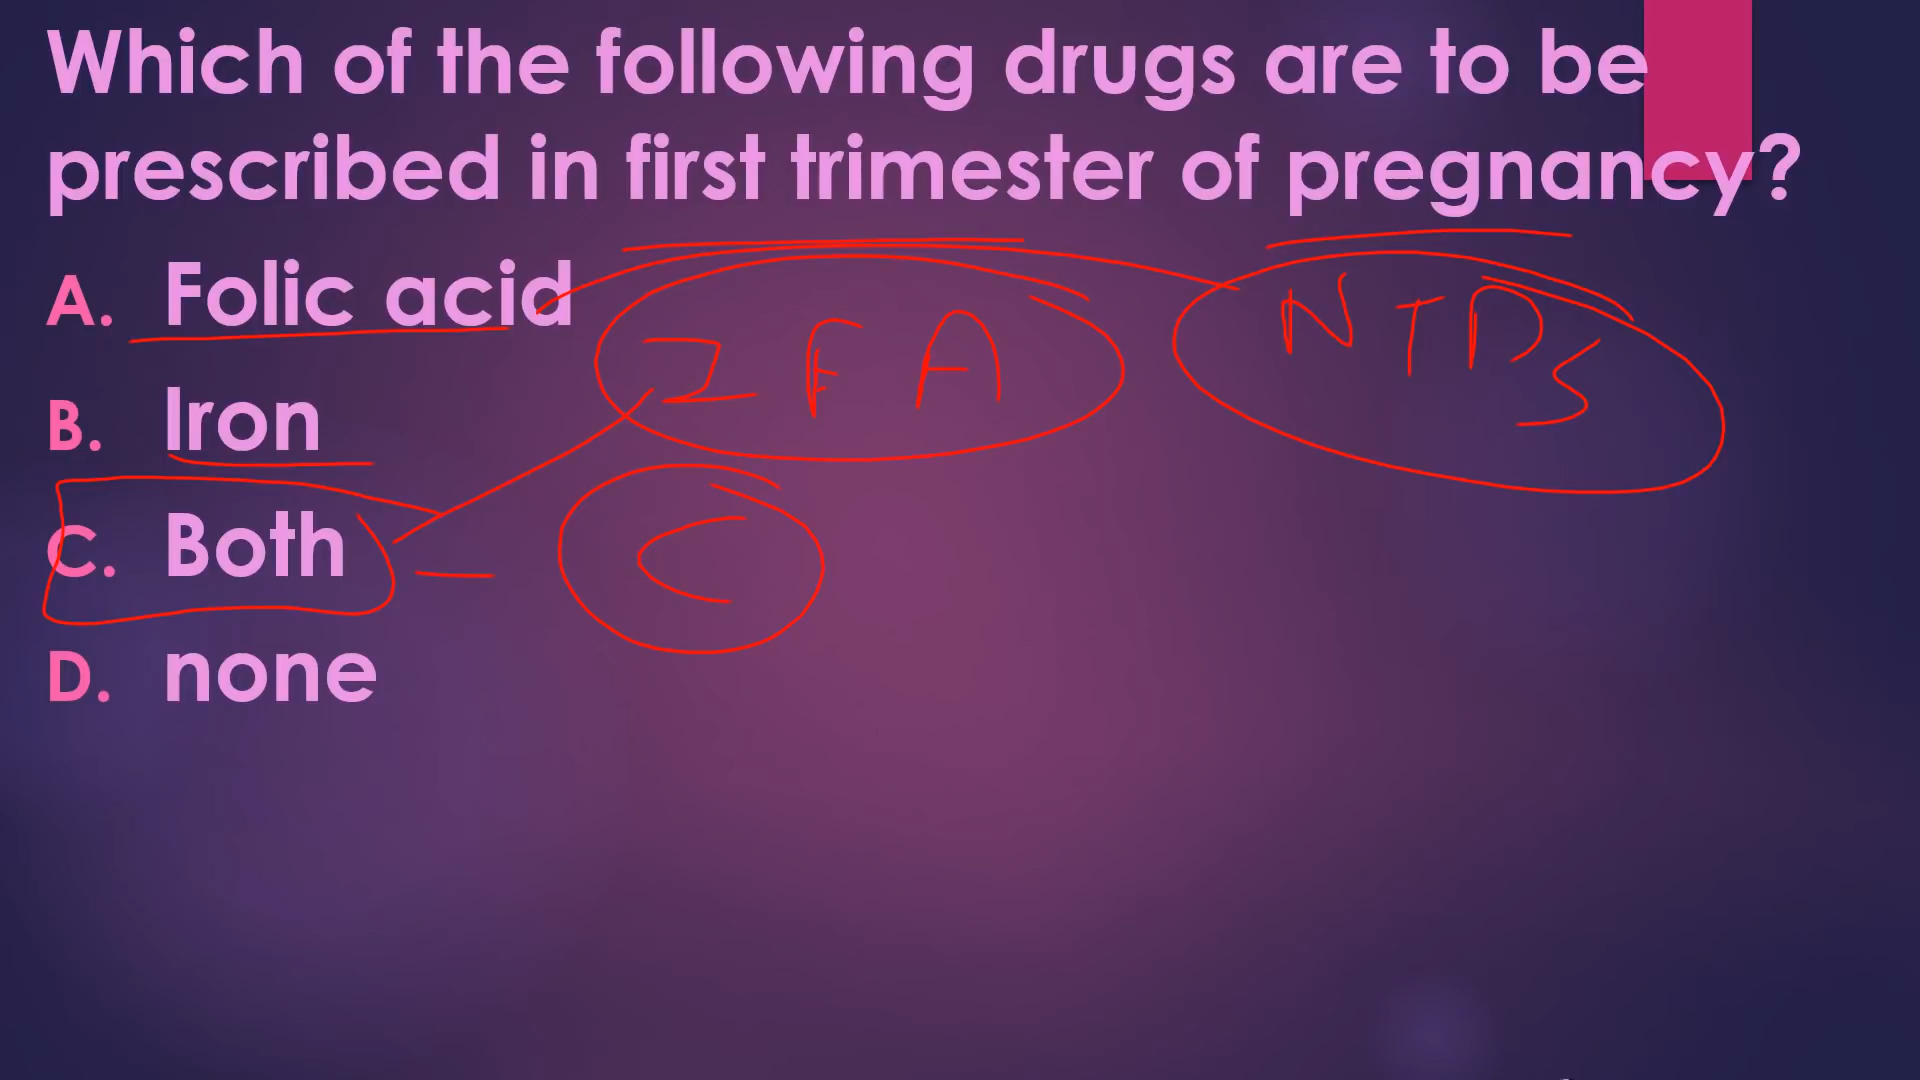 Which of the following drugs are to be
prescribed in first trimester of pregnancy?
A. Folic acid
B. Iron
C. Both
D. none
IFA
NTDS
C